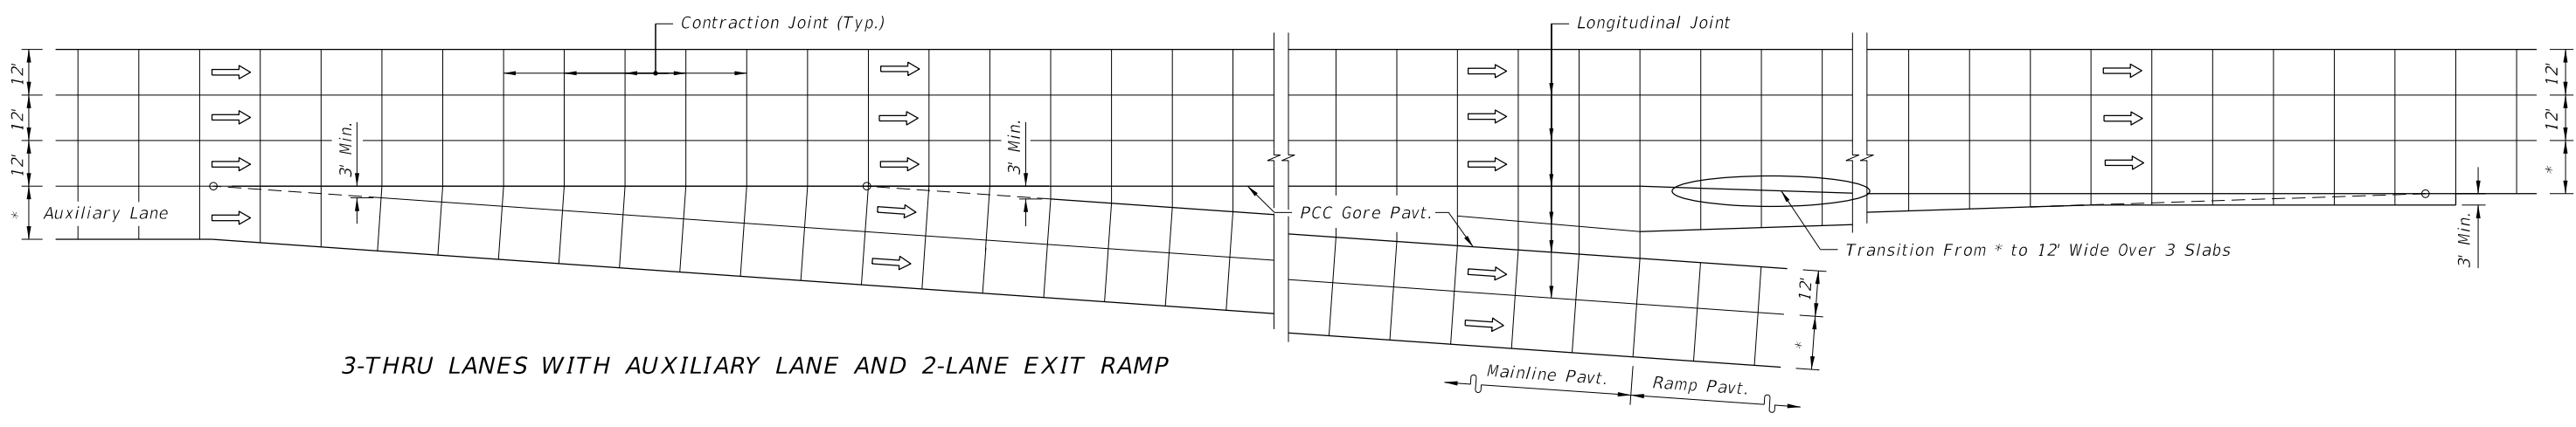 Contraction Joint (Typ.)
Longitudinal Joint
12'
12'
12'
*
Auxiliary Lane
3' Min.
3' Min.
PCC Gore Pavt.
12'
12'
*
3' Min.
Transition From * to 12' Wide Over 3 Slabs
12'
*
3-THRU LANES WITH AUXILIARY LANE AND 2-LANE EXIT RAMP
Mainline Pavt.
Ramp Pavt.